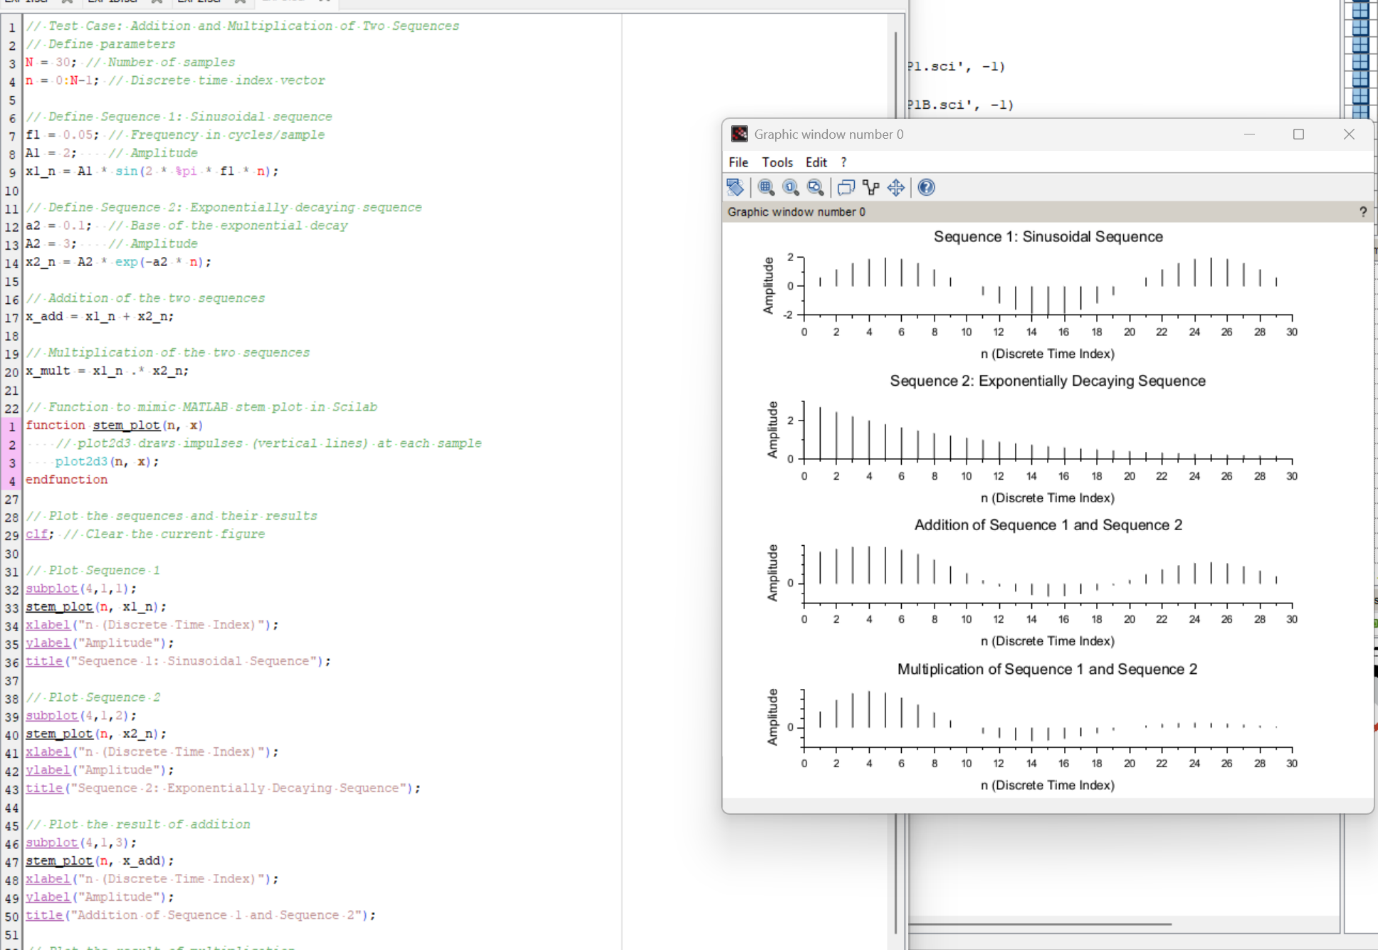 1 // Test Case: Addition and Multiplication of Two Sequences
2 // Define parameters
3 N = 30; // Number of samples
4 n = 0:N-1; // Discrete time index vector
5
6 // Define Sequence 1: Sinusoidal sequence
7 f1 = 0.05; // Frequency in cycles/sample
8 A1 = 2; // Amplitude
9 x1_n = A1 * sin(2 * %pi * f1 * n);
10
11 // Define Sequence 2: Exponentially decaying sequence
12 a2 = 0.1; // Base of the exponential decay
13 A2 = 3; // Amplitude
14 x2_n = A2 * exp(-a2 * n);
15
16 // Addition of the two sequences
17 x_add = x1_n + x2_n;
18
19 // Multiplication of the two sequences
20 x_mult = x1_n .* x2_n;
21
22 // Function to mimic MATLAB stem plot in Scilab
1 function stem_plot(n, x)
2 // plot2d3 draws impulses (vertical lines) at each sample
3 plot2d3(n, x);
4 endfunction
27
28 // Plot the sequences and their results
29 clf; // Clear the current figure
30
31 // Plot Sequence 1
32 subplot(4,1,1);
33 stem_plot(n, x1_n);
34 xlabel("n (Discrete Time Index)");
35 ylabel("Amplitude");
36 title("Sequence 1: Sinusoidal Sequence");
37
38 // Plot Sequence 2
39 subplot(4,1,2);
40 stem_plot(n, x2_n);
41 xlabel("n (Discrete Time Index)");
42 ylabel("Amplitude");
43 title("Sequence 2: Exponentially Decaying Sequence");
44
45 // Plot the result of addition
46 subplot(4,1,3);
47 stem_plot(n, x_add);
48 xlabel("n (Discrete Time Index)");
49 ylabel("Amplitude");
50 title("Addition of Sequence 1 and Sequence 2");
51
P1.sci', -1)
P1B.sci', -1)
Graphic window number 0
File Tools Edit ?
Graphic window number 0 ?
Sequence 1: Sinusoidal Sequence
Amplitude
2
0
-2
0 2 4 6 8 10 12 14 16 18 20 22 24 26 28 30
n (Discrete Time Index)
Sequence 2: Exponentially Decaying Sequence
Amplitude
2
0
0 2 4 6 8 10 12 14 16 18 20 22 24 26 28 30
n (Discrete Time Index)
Addition of Sequence 1 and Sequence 2
Amplitude
0
0 2 4 6 8 10 12 14 16 18 20 22 24 26 28 30
n (Discrete Time Index)
Multiplication of Sequence 1 and Sequence 2
Amplitude
0
0 2 4 6 8 10 12 14 16 18 20 22 24 26 28 30
n (Discrete Time Index)